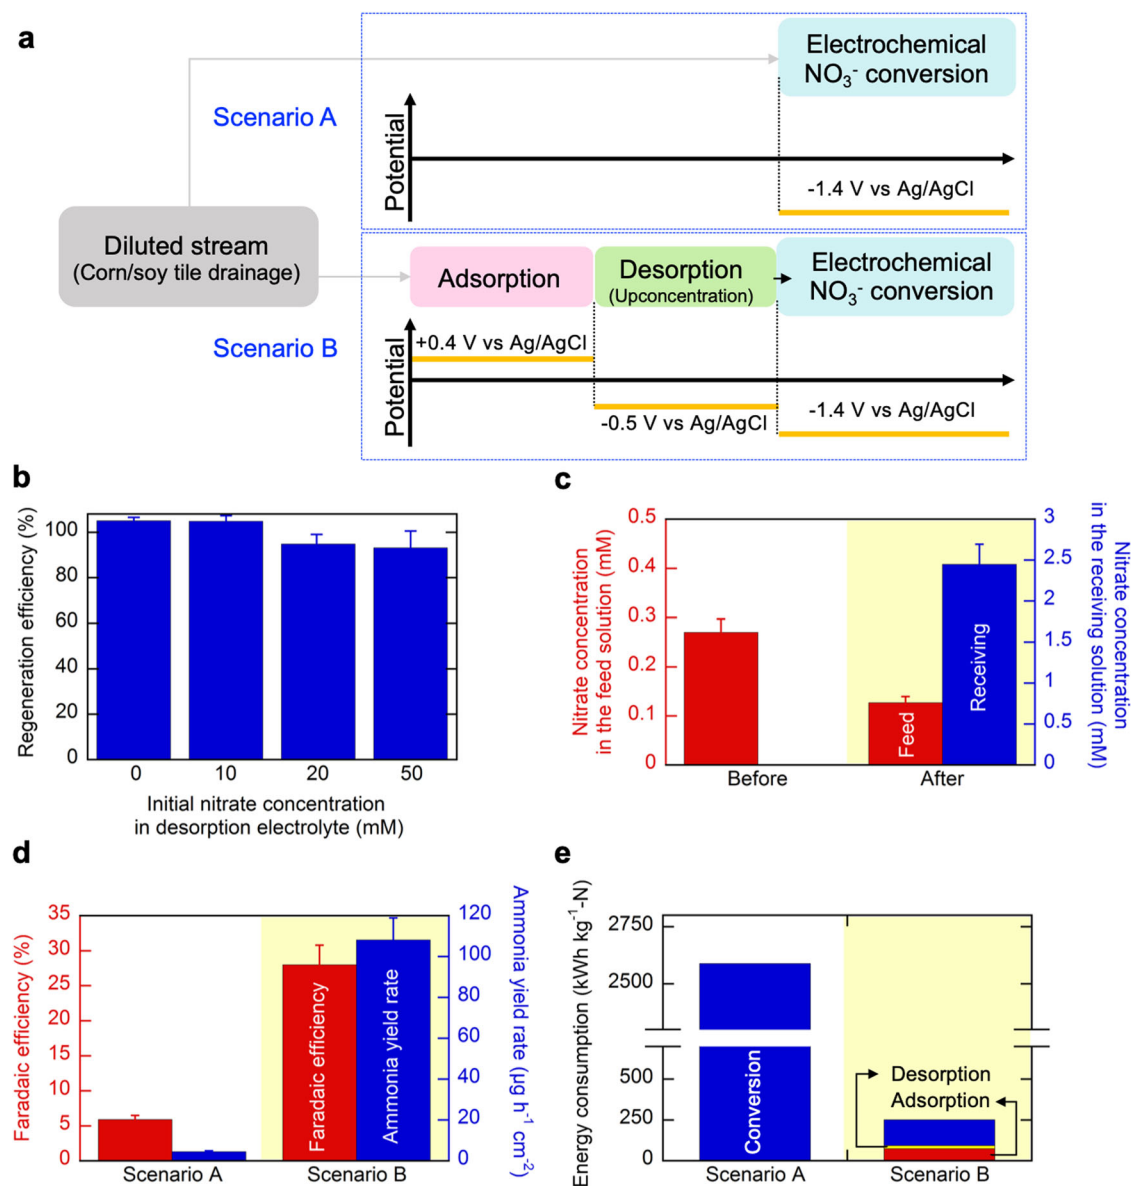 a
Electrochemical
NO₃⁻ conversion
Scenario A
Potential
-1.4 V vs Ag/AgCl
Diluted stream
(Corn/soy tile drainage)
Adsorption
Desorption
(Upconcentration)
Electrochemical
NO₃⁻ conversion
Scenario B
Potential
+0.4 V vs Ag/AgCl
-0.5 V vs Ag/AgCl
-1.4 V vs Ag/AgCl
b
Regeneration efficiency (%)
100
80
60
40
20
0
0 10 20 50
Initial nitrate concentration
in desorption electrolyte (mM)
c
Nitrate concentration
in the feed solution (mM)
0.5
0.4
0.3
0.2
0.1
0
Feed
Receiving
3
2.5
2
1.5
1
0.5
0
Nitrate concentration
in the receiving solution (mM)
Before After
d
Faradaic efficiency (%)
35
30
25
20
15
10
5
0
Faradaic efficiency
Ammonia yield rate
120
100
80
60
40
20
0
Ammonia yield rate (µg h⁻¹ cm⁻²)
Scenario A Scenario B
e
Energy consumption (kWh kg⁻¹-N)
2750
2500
500
250
0
Conversion
Desorption
Adsorption
Scenario A Scenario B